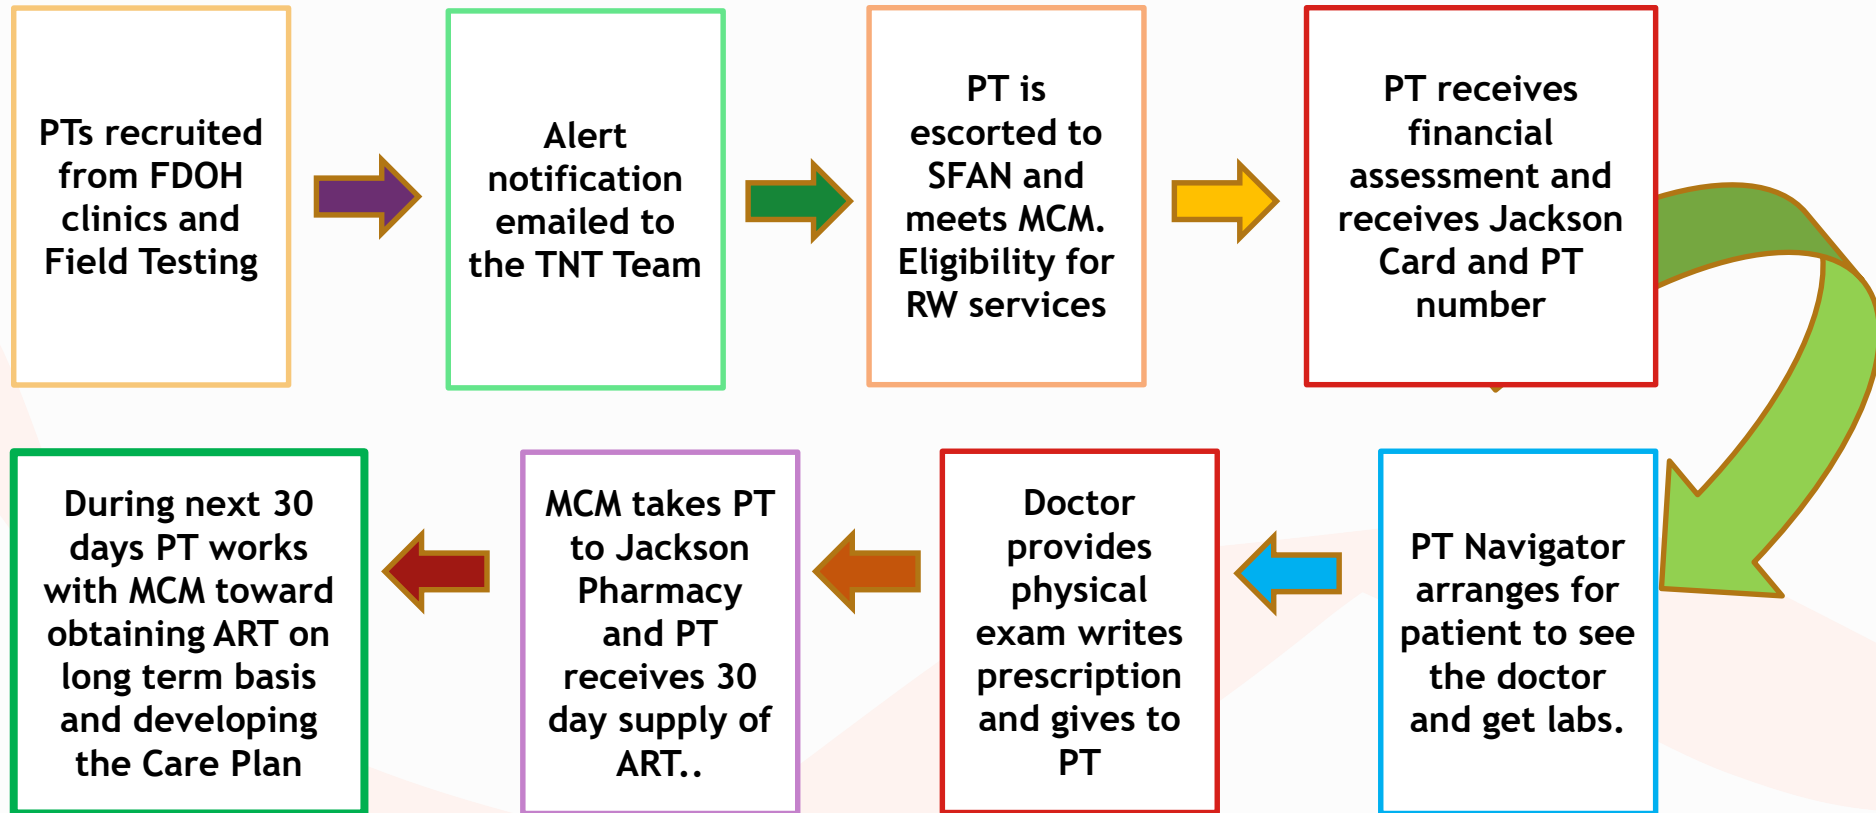 PTs recruited
from FDOH
clinics and
Field Testing
Alert
notification
emailed to
the TNT Team
PT is
escorted to
SFAN and
meets MCM.
Eligibility for
RW services
PT receives
financial
assessment and
receives Jackson
Card and PT
number
PT Navigator
arranges for
patient to see
the doctor
and get labs.
Doctor
provides
physical
exam writes
prescription
and gives to
PT
MCM takes PT
to Jackson
Pharmacy
and PT
receives 30
day supply of
ART..
During next 30
days PT works
with MCM toward
obtaining ART on
long term basis
and developing
the Care Plan